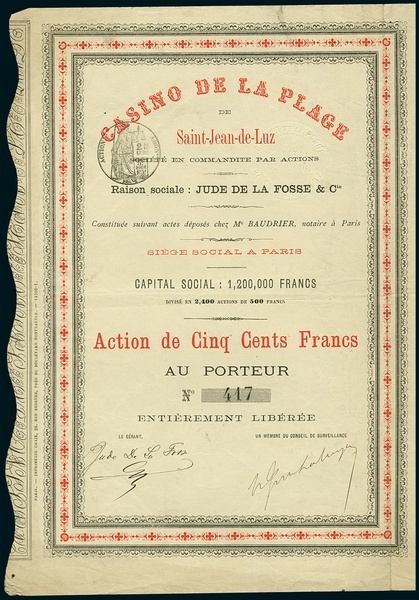 CASINO DE LA PLAGE
DE
Saint-Jean-de-Luz
SOCIÉTÉ EN COMMANDITE PAR ACTIONS
Raison sociale : JUDE DE LA FOSSE & Cie
Constituée suivant actes déposés chez Me BAUDRIER, notaire à Paris
SIÈGE SOCIAL A PARIS
CAPITAL SOCIAL : 1,200,000 FRANCS
DIVISÉ EN 2,400 ACTIONS DE 500 FRANCS
Action de Cinq Cents Francs
AU PORTEUR
No 417
ENTIÈREMENT LIBÉRÉE
LE GÉRANT,
UN MEMBRE DU CONSEIL DE SURVEILLANCE
Jude De La Fosse